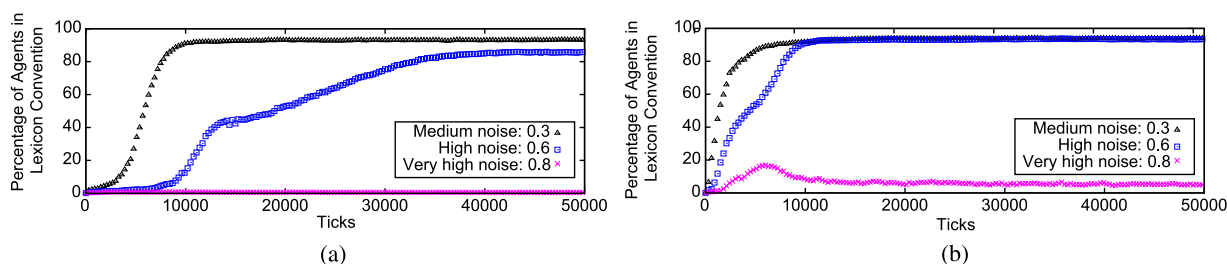 Percentage of Agents in
Lexicon Convention
100
80
60
40
20
0
0
10000
20000
30000
40000
50000
Ticks
Medium noise: 0.3
High noise: 0.6
Very high noise: 0.8
(a)
Percentage of Agents in
Lexicon Convention
100
80
60
40
20
0
0
10000
20000
30000
40000
50000
Ticks
Medium noise: 0.3
High noise: 0.6
Very high noise: 0.8
(b)